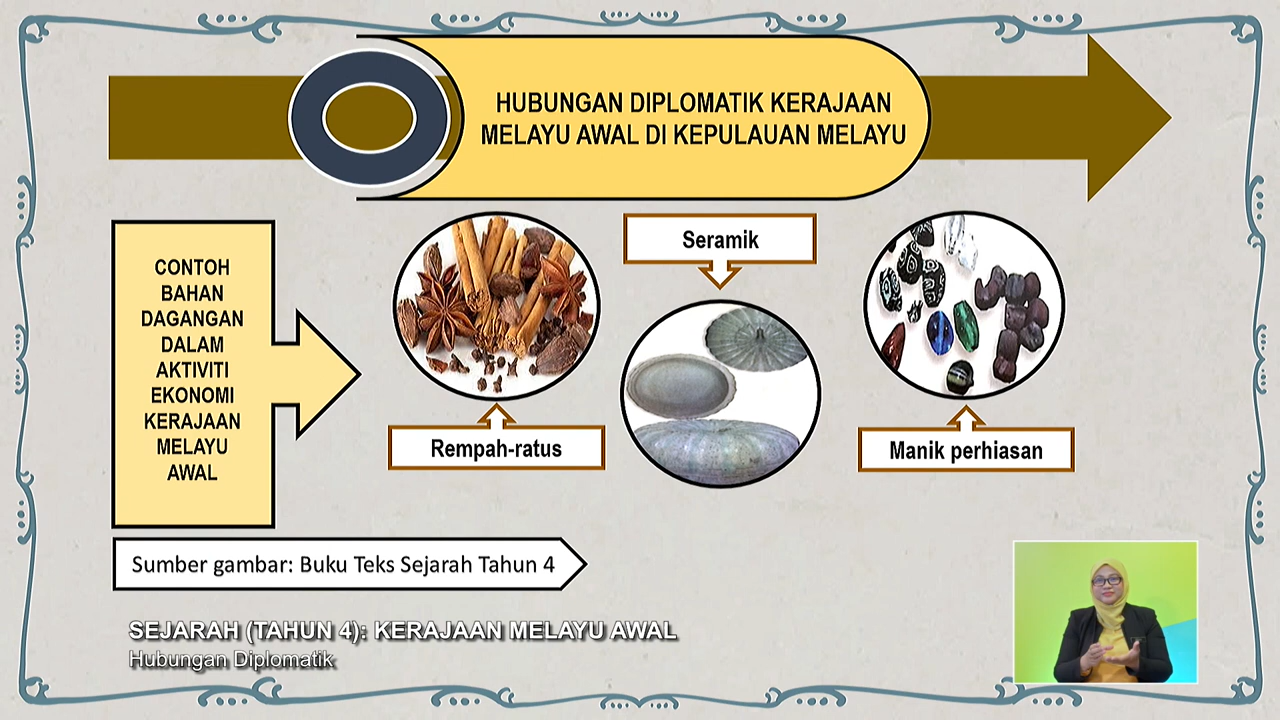 HUBUNGAN DIPLOMATIK KERAJAAN
MELAYU AWAL DI KEPULAUAN MELAYU
CONTOH
BAHAN
DAGANGAN
DALAM
AKTIVITI
EKONOMI
KERAJAAN
MELAYU
AWAL
Rempah-ratus
Seramik
Manik perhiasan
Sumber gambar: Buku Teks Sejarah Tahun 4
SEJARAH (TAHUN 4): KERAJAAN MELAYU AWAL
Hubungan Diplomatik